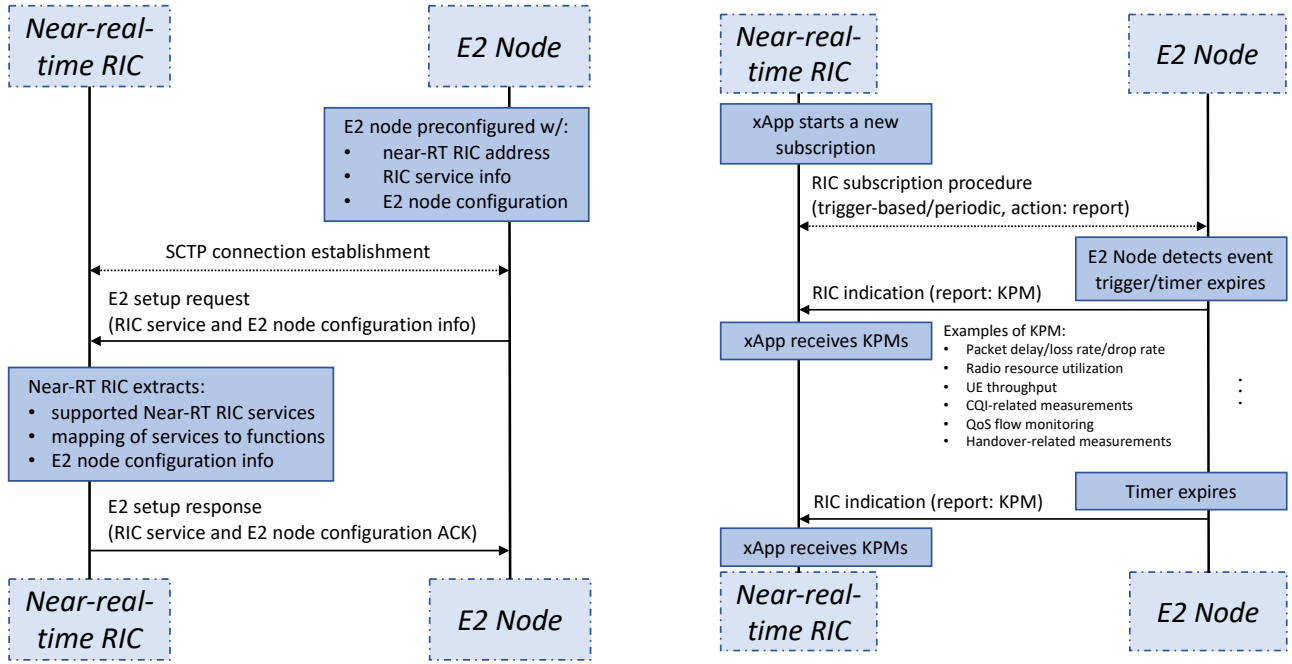 Near-real-
time RIC
E2 Node
E2 node preconfigured w/:
• near-RT RIC address
• RIC service info
• E2 node configuration
SCTP connection establishment
E2 setup request
(RIC service and E2 node configuration info)
Near-RT RIC extracts:
• supported Near-RT RIC services
• mapping of services to functions
• E2 node configuration info
E2 setup response
(RIC service and E2 node configuration ACK)
Near-real-
time RIC
E2 Node
Near-real-
time RIC
E2 Node
xApp starts a new
subscription
RIC subscription procedure
(trigger-based/periodic, action: report)
E2 Node detects event
trigger/timer expires
RIC indication (report: KPM)
xApp receives KPMs
Examples of KPM:
• Packet delay/loss rate/drop rate
• Radio resource utilization
• UE throughput
• CQI-related measurements
• QoS flow monitoring
• Handover-related measurements
Timer expires
RIC indication (report: KPM)
xApp receives KPMs
Near-real-
time RIC
E2 Node